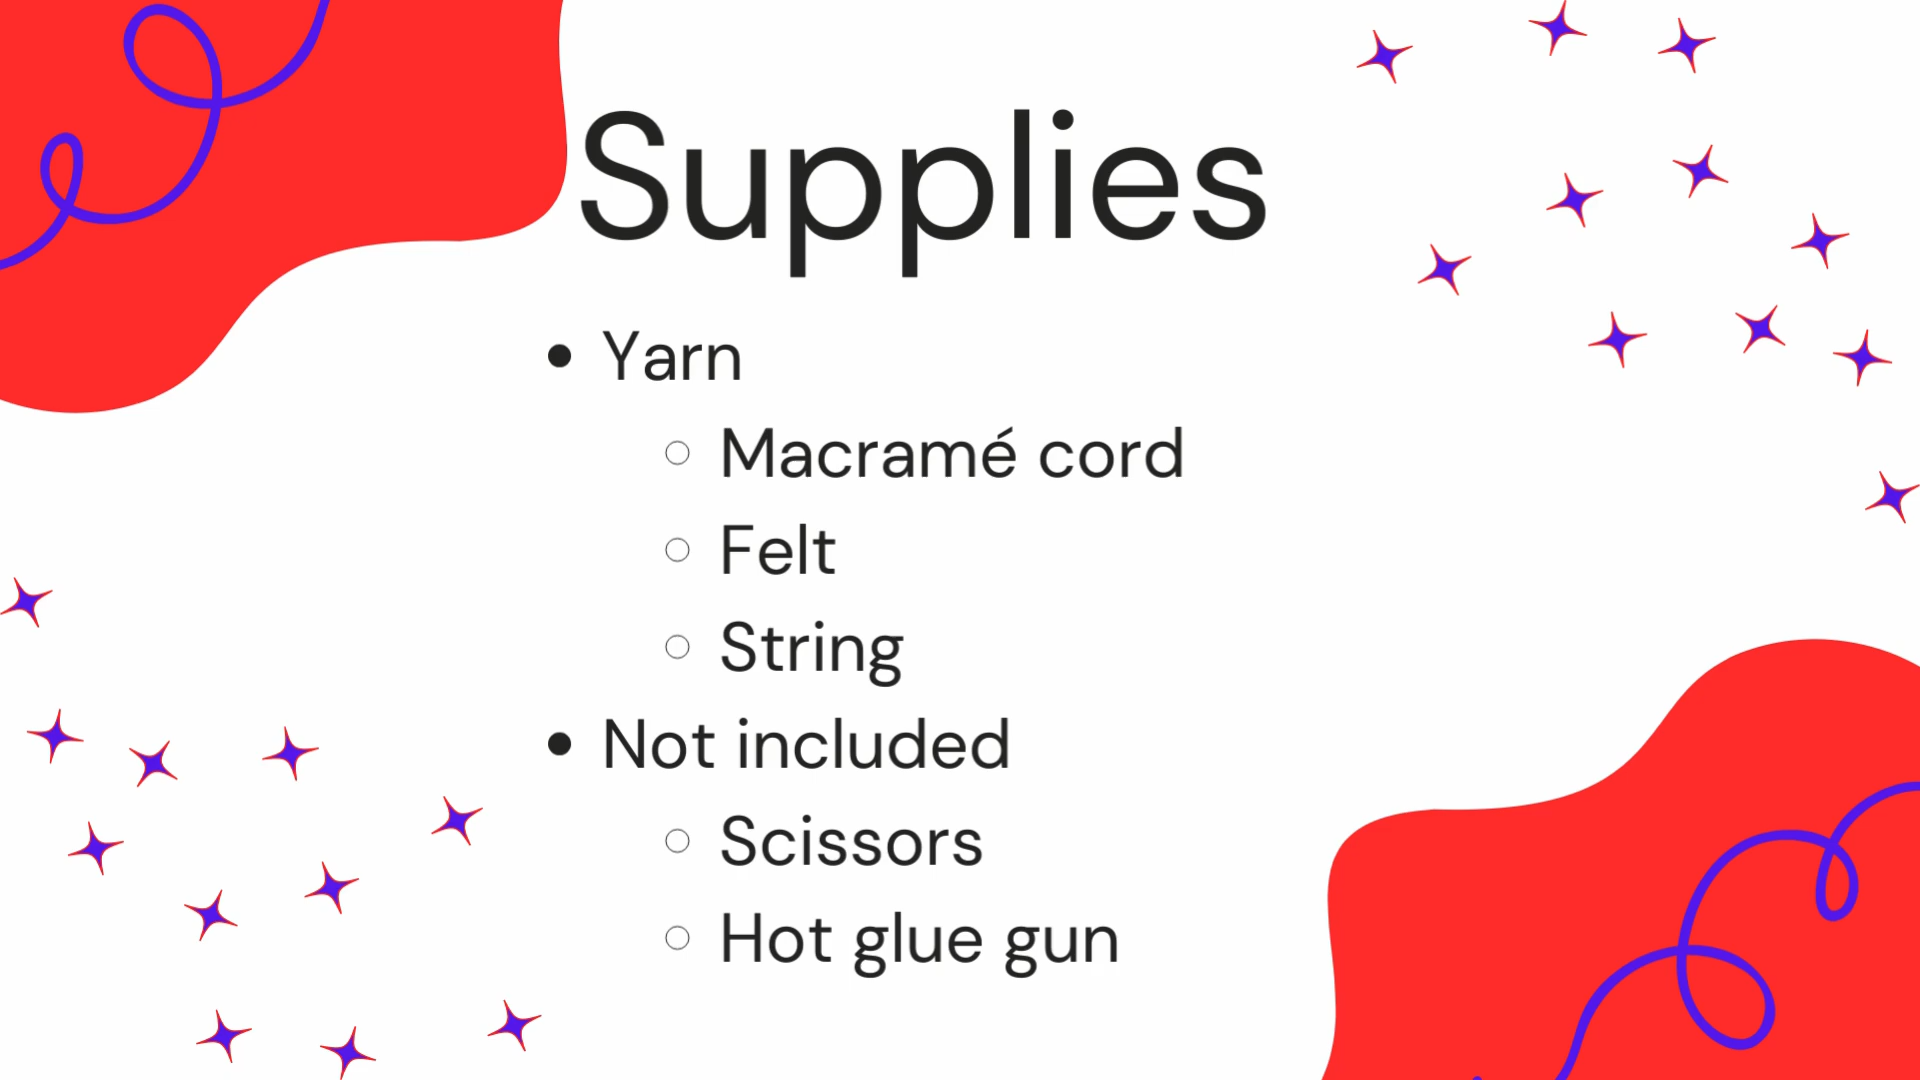 Supplies
• Yarn
○ Macramé cord
○ Felt
○ String
• Not included
○ Scissors
○ Hot glue gun